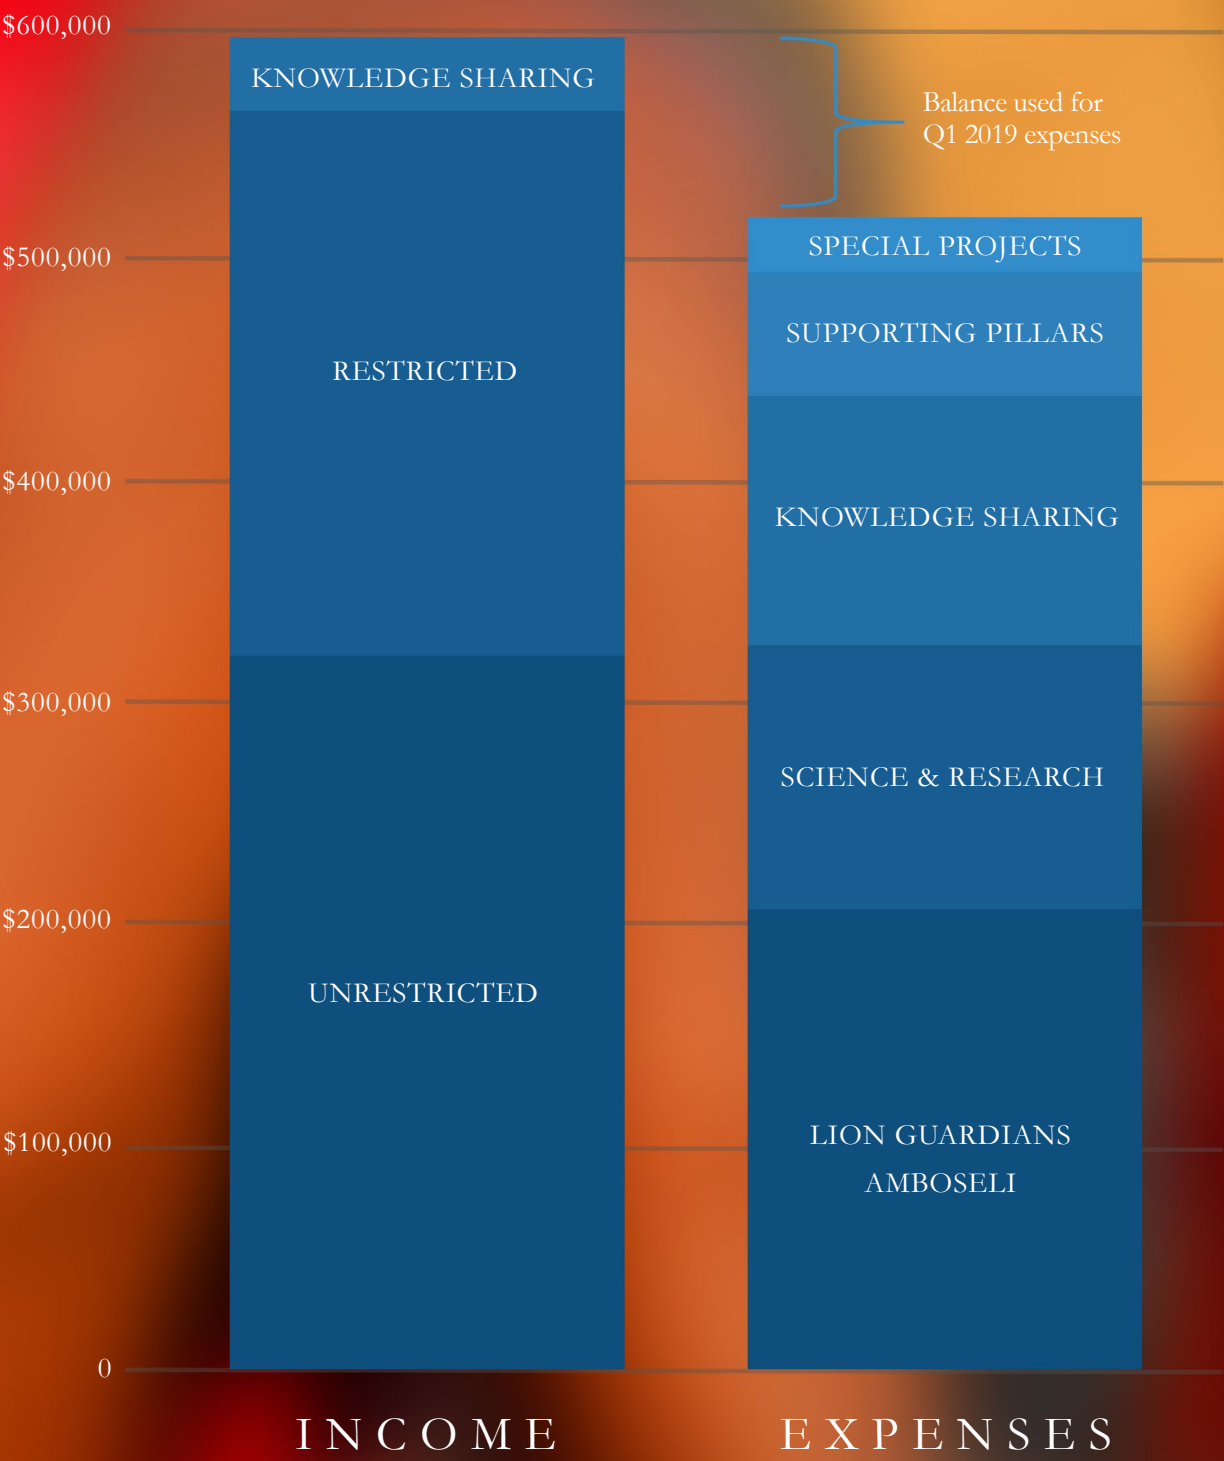 $600,000
KNOWLEDGE SHARING
Balance used for
Q1 2019 expenses
$500,000
SPECIAL PROJECTS
SUPPORTING PILLARS
RESTRICTED
$400,000
KNOWLEDGE SHARING
$300,000
SCIENCE & RESEARCH
$200,000
UNRESTRICTED
$100,000
LION GUARDIANS
AMBOSELI
0
INCOME
EXPENSES